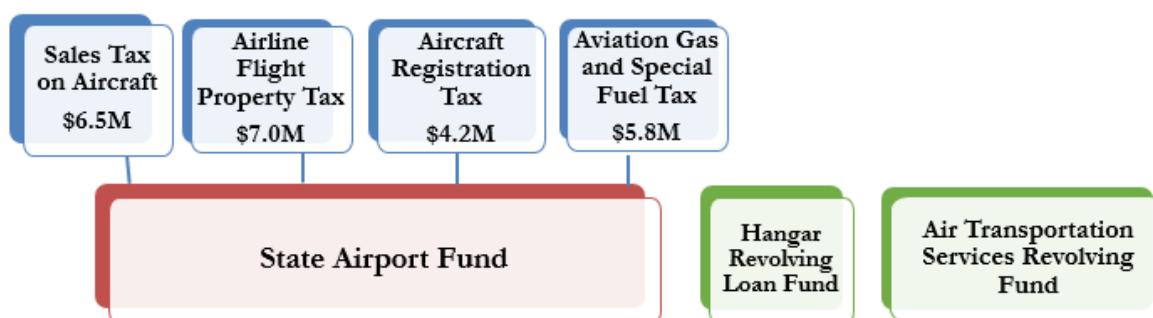 Sales Tax
on Aircraft
$6.5M
Airline
Flight
Property Tax
$7.0M
Aircraft
Registration
Tax
$4.2M
Aviation Gas
and Special
Fuel Tax
$5.8M
State Airport Fund
Hangar
Revolving
Loan Fund
Air Transportation
Services Revolving
Fund